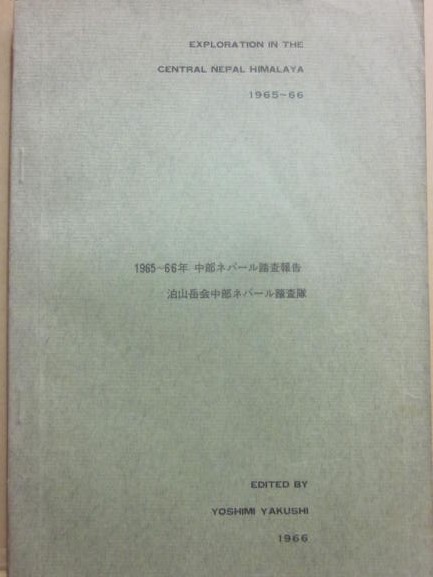 EXPLORATION IN THE
CENTRAL NEPAL HIMALAYA
1965-66
1965~66年 中部ネパール踏査報告
泊山岳会中部ネパール踏査隊
EDITED BY
YOSHIMI YAKUSHI
1966